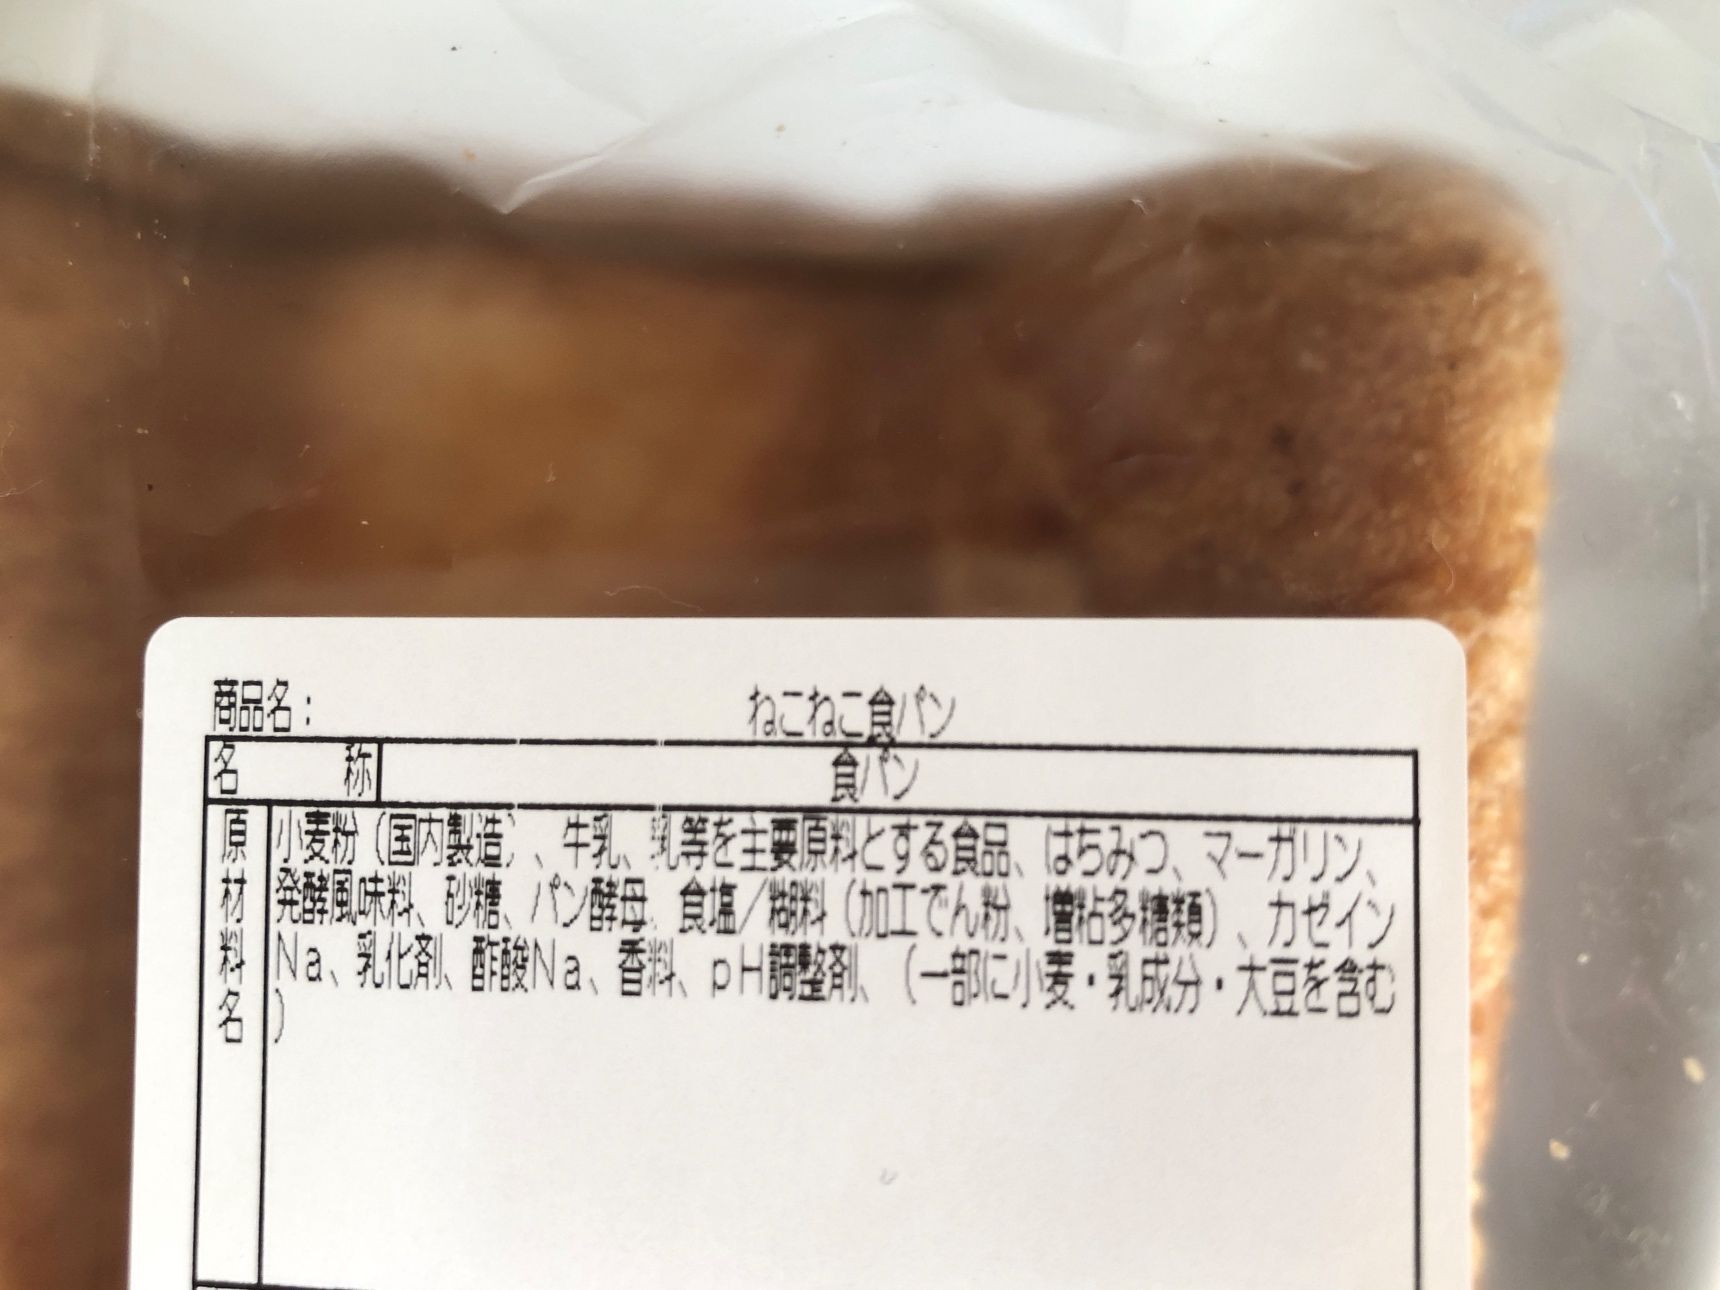 商品名： ねこねこ食パン
名 称 食パン
原材料名 小麦粉（国内製造）、牛乳、乳等を主要原料とする食品、はちみつ、マーガリン、
発酵風味料、砂糖、パン酵母、食塩／糊料（加工でん粉、増粘多糖類）、カゼイン
Ｎａ、乳化剤、酢酸Ｎａ、香料、ｐＨ調整剤、（一部に小麦・乳成分・大豆を含む
）